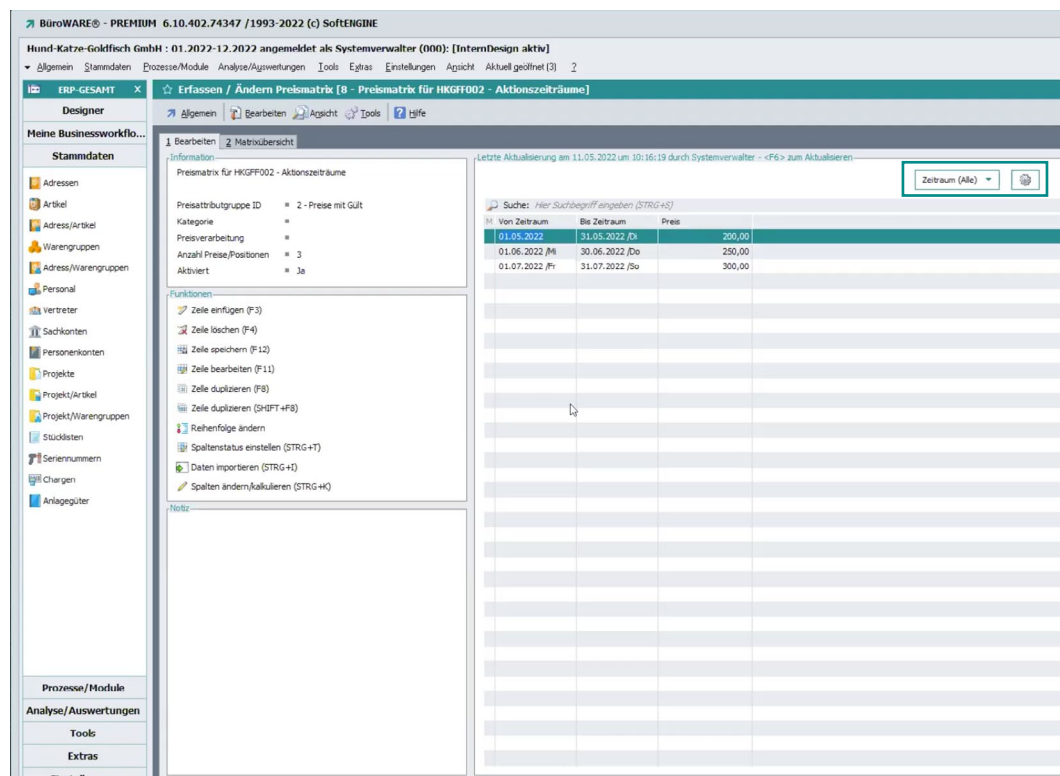 BüroWARE® - PREMIUM 6.10.402.74347 /1993-2022 (c) SoftENGINE
Hund-Katze-Goldfisch GmbH : 01.2022-12.2022 angemeldet als Systemverwalter (000): [InternDesign aktiv]
Allgemein Stammdaten Prozesse/Module Analyse/Auswertungen Tools Extras Einstellungen Ansicht Aktuell geöffnet (3) ?
ERP-GESAMT X
Designer
Meine Businessworkflo...
Stammdaten
Adressen
Artikel
Adress/Artikel
Warengruppen
Adress/Warengruppen
Personal
Vertreter
Sachkonten
Personenkonten
Projekte
Projekt/Artikel
Projekt/Warengruppen
Stücklisten
Seriennummern
Chargen
Anlagegüter
Prozesse/Module
Analyse/Auswertungen
Tools
Extras
Erfassen / Ändern Preismatrix [8 - Preismatrix für HKGFF002 - Aktionszeiträume]
Allgemein Bearbeiten Ansicht Tools Hilfe
1 Bearbeiten 2 Matrixübersicht
Information
Preismatrix für HKGFF002 - Aktionszeiträume
Preisattributgruppe ID = 2 - Preise mit Gült
Kategorie =
Preisverarbeitung =
Anzahl Preise/Positionen = 3
Aktiviert = Ja
Funktionen
Zeile einfügen (F3)
Zeile löschen (F4)
Zeile speichern (F12)
Zeile bearbeiten (F11)
Zeile duplizieren (F8)
Zeile duplizieren (SHIFT+F8)
Reihenfolge ändern
Spaltenstatus einstellen (STRG+T)
Daten importieren (STRG+I)
Spalten ändern/kalkulieren (STRG+K)
Notiz
Letzte Aktualisierung am 11.05.2022 um 10:16:19 durch Systemverwalter - <F6> zum Aktualisieren
Zeitraum (Alle)
Suche: Hier Suchbegriff eingeben (STRG+S)
M Von Zeitraum Bis Zeitraum Preis
01.05.2022 31.05.2022 /Di 200,00
01.06.2022 /Mi 30.06.2022 /Do 250,00
01.07.2022 /Fr 31.07.2022 /So 300,00